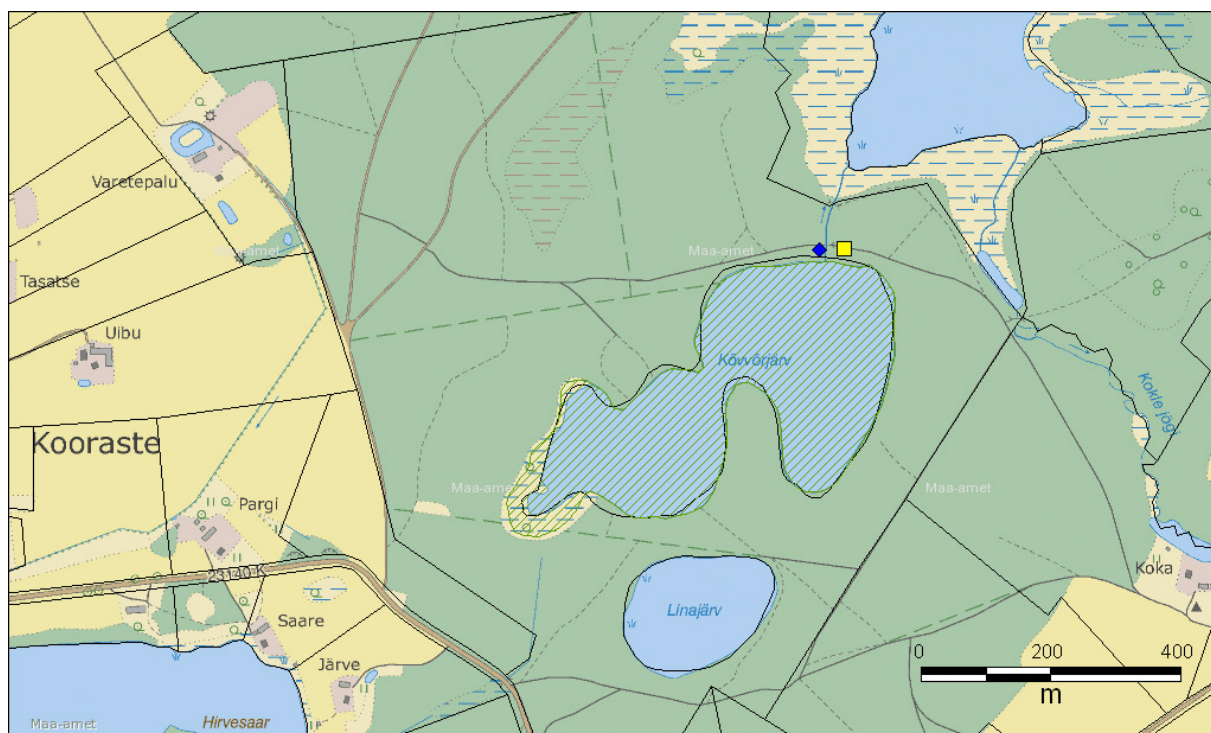 Varetepalu
Maa-amet
Maa-amet
Tasatse
Uibu
Kõvvõrjärv
Kokle jõgi
Kooraste
Maa-amet
Maa-amet
Pargi
23140 K
Koka
Linajärv
Saare
Järve
0 200 400
m
Hirvesaar
Maa-amet